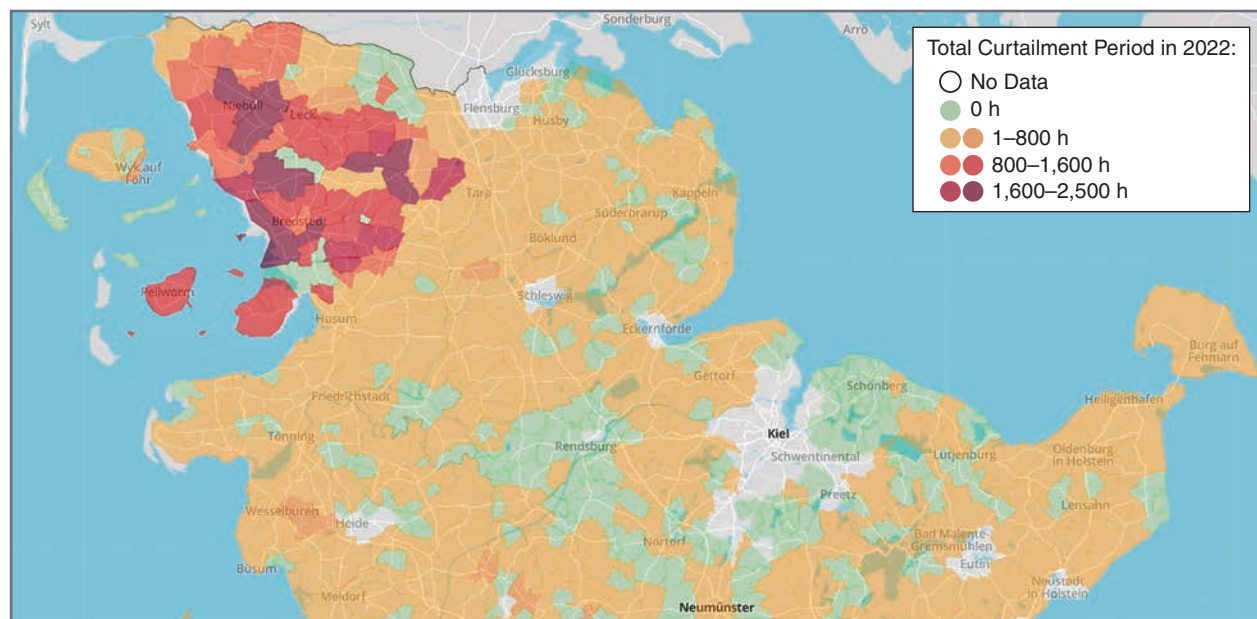 Sylt
Sonderburg
Arrö
Total Curtailment Period in 2022:
No Data
0 h
1–800 h
800–1,600 h
1,600–2,500 h
Glücksburg
Flensburg
Niebüll
Leck
Husby
Wyk auf
Föhr
Tarp
Kappeln
Süderbrarup
Bredstedt
Böklund
Pellworm
Schleswig
Husum
Eckernförde
Burg auf
Fehmarn
Gettorf
Schönberg
Friedrichstadt
Heiligenhafen
Tönning
Rendsburg
Kiel
Schwentinental
Lütjenburg
Oldenburg
in Holstein
Preetz
Lensahn
Wesselburen
Heide
Nortorf
Bad Malente-
Gremsmühlen
Eutin
Büsum
Neustadt
in Holstein
Meldorf
Neumünster